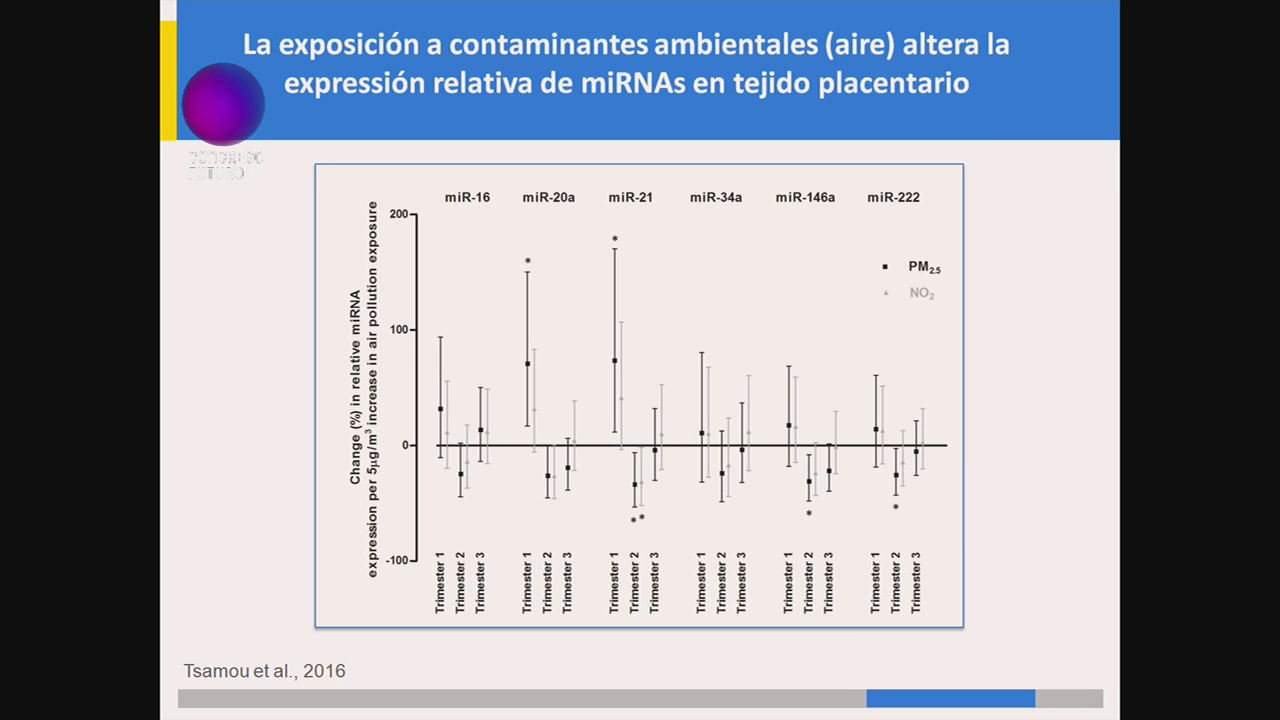 La exposición a contaminantes ambientales (aire) altera la
expresión relativa de miRNAs en tejido placentario
FUTURO
miR-16 miR-20a miR-21 miR-34a miR-146a miR-222
Change (%) in relative miRNA
expression per 5µg/m³ increase in air pollution exposure
200
100
0
-100
* * * * * *
PM2.5
NO2
Trimester 1 Trimester 2 Trimester 3 Trimester 1 Trimester 2 Trimester 3 Trimester 1 Trimester 2 Trimester 3 Trimester 1 Trimester 2 Trimester 3 Trimester 1 Trimester 2 Trimester 3 Trimester 1 Trimester 2 Trimester 3
Tsamou et al., 2016